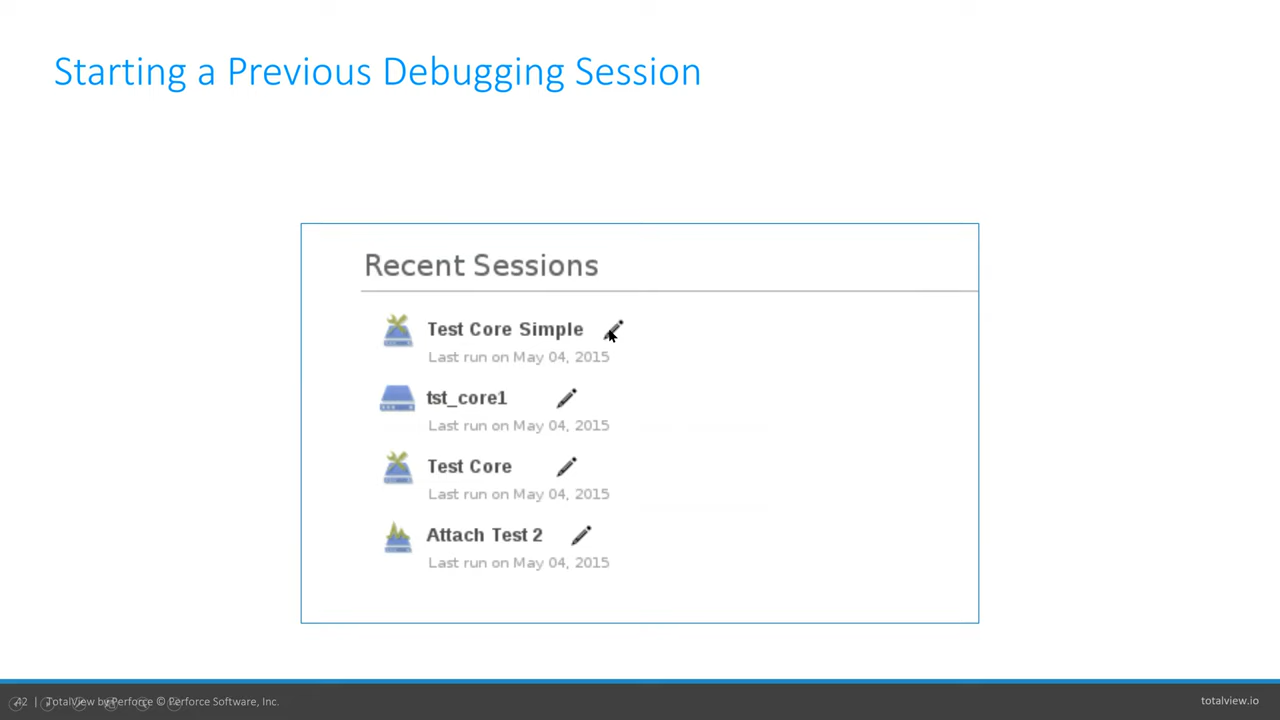 Starting a Previous Debugging Session
Recent Sessions
Test Core Simple
Last run on May 04, 2015
tst_core1
Last run on May 04, 2015
Test Core
Last run on May 04, 2015
Attach Test 2
Last run on May 04, 2015
42 | TotalView by Perforce © Perforce Software, Inc.
totalview.io